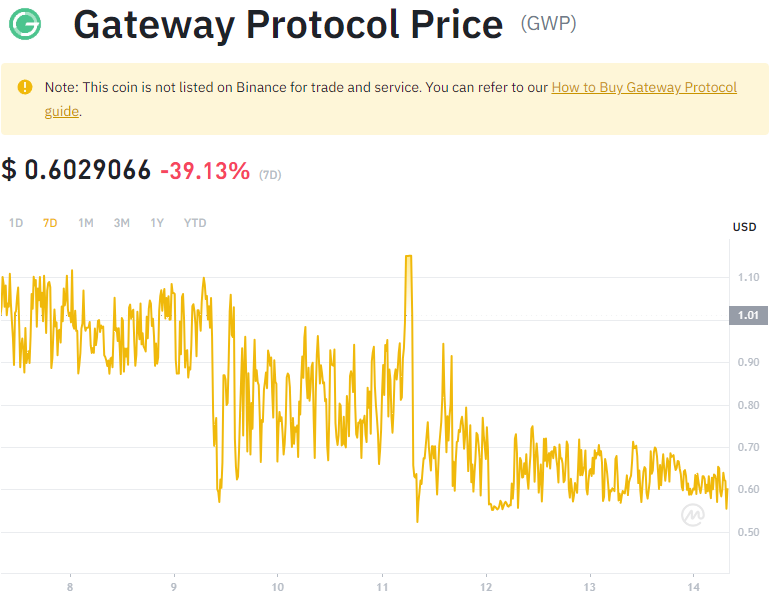 Gateway Protocol Price (GWP)
Note: This coin is not listed on Binance for trade and service. You can refer to our How to Buy Gateway Protocol
guide.
$ 0.6029066 -39.13% (7D)
1D 7D 1M 3M 1Y YTD
USD
1.10
1.01
0.90
0.80
0.70
0.60
0.50
8 9 10 11 12 13 14